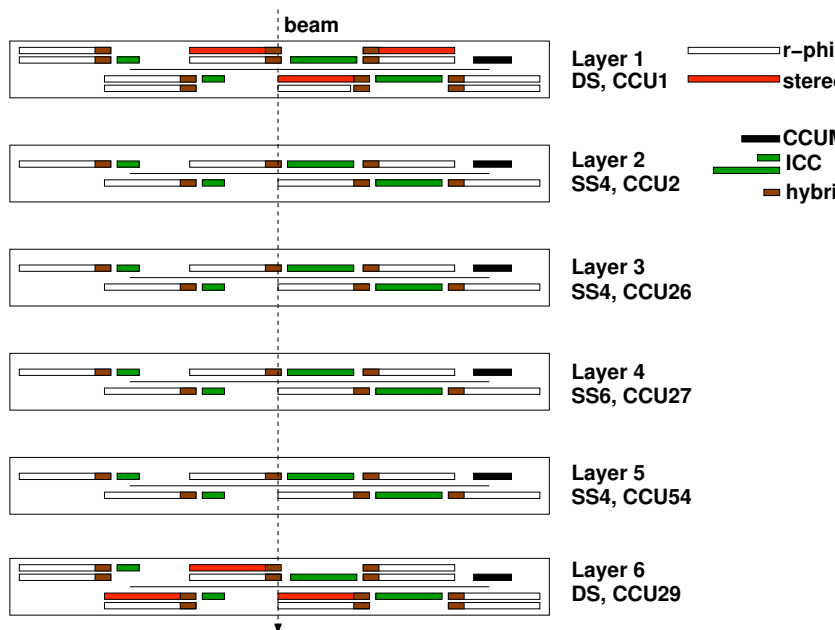 beam
Layer 1
DS, CCU1
r-phi
stereo
CCUM
ICC
hybri
Layer 2
SS4, CCU2
Layer 3
SS4, CCU26
Layer 4
SS6, CCU27
Layer 5
SS4, CCU54
Layer 6
DS, CCU29